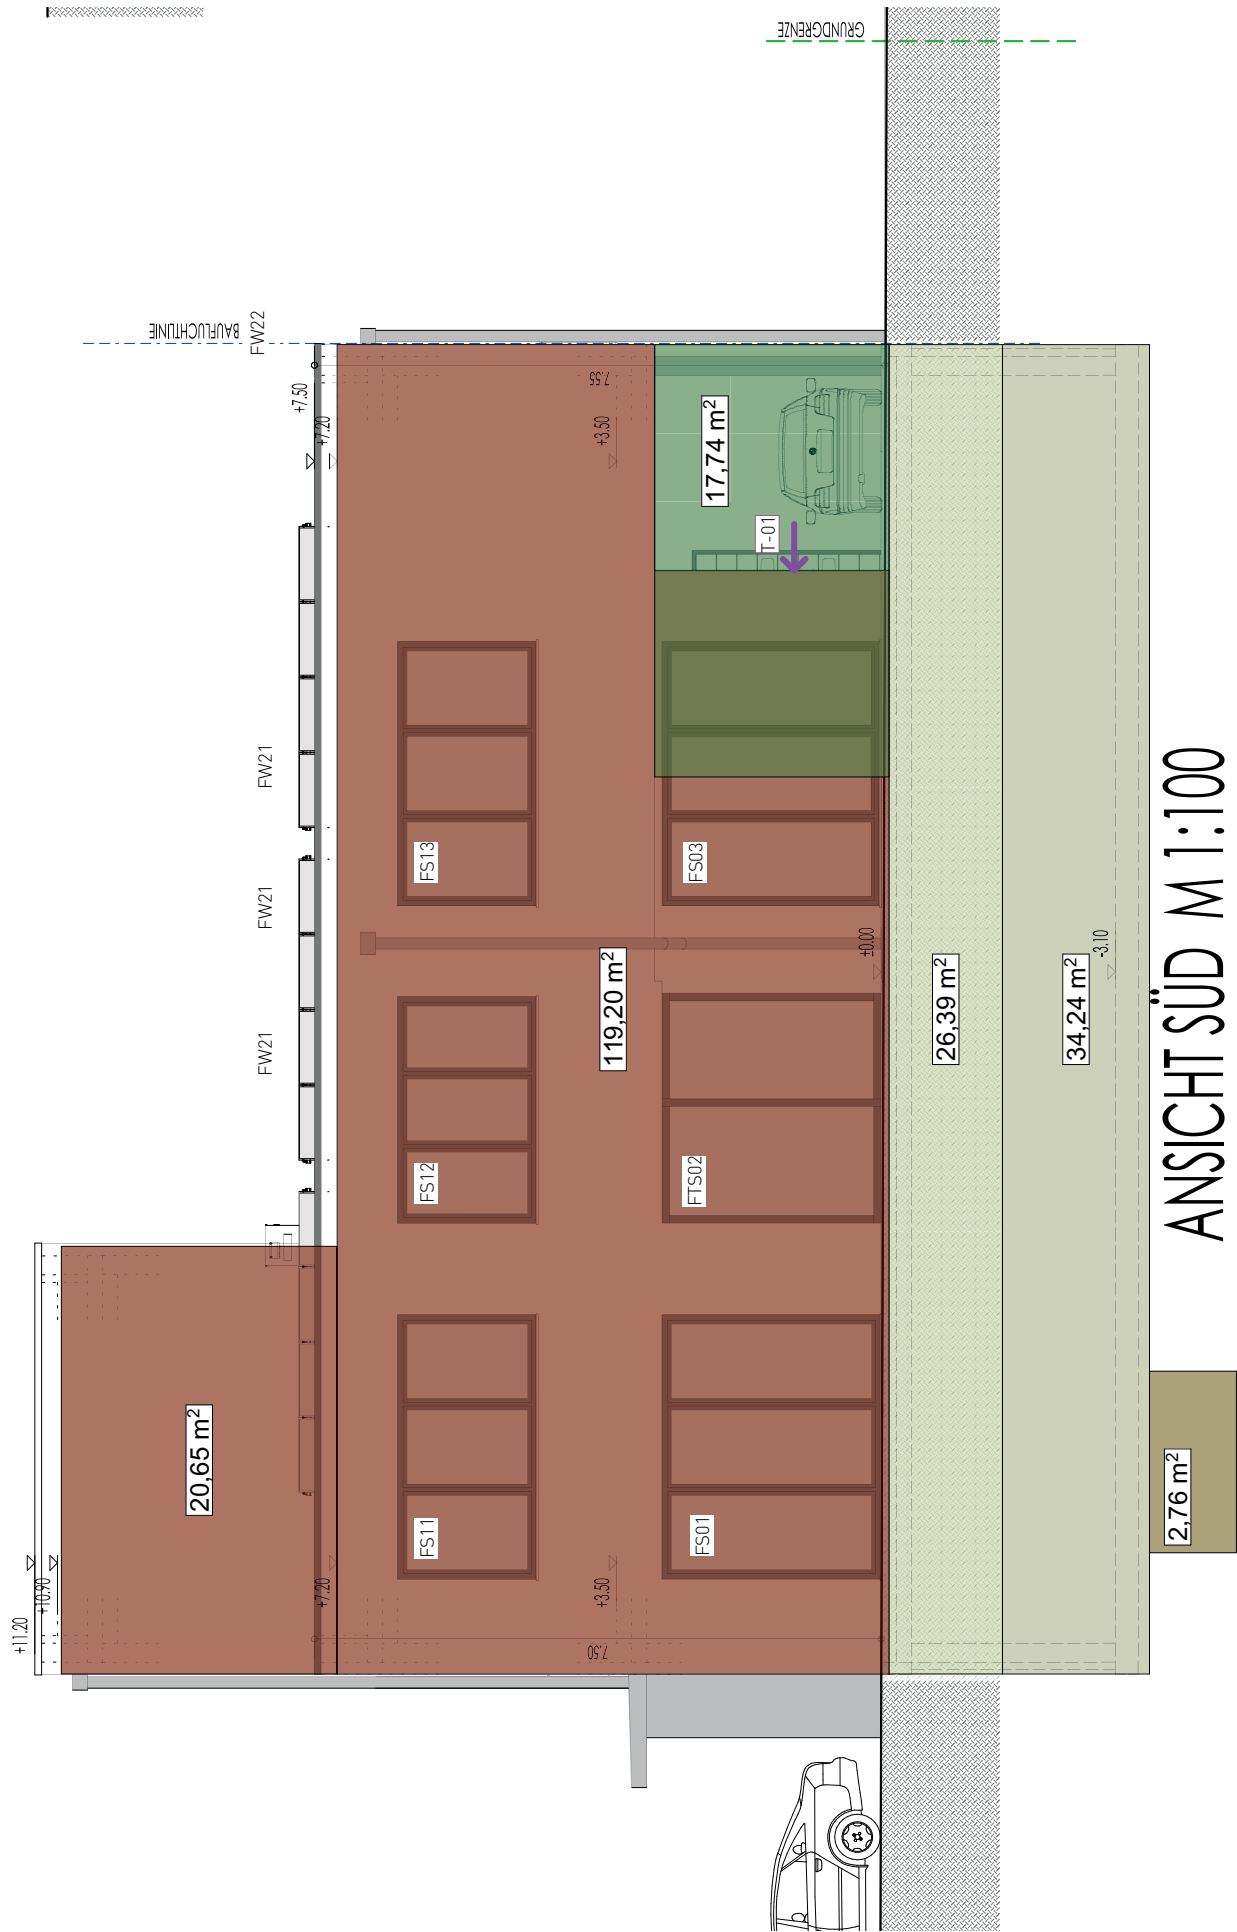 +11.20
+10.90
20,65 m²
FW21
FW21
FW21
FW22
BAUFLUCHTLINIE
+7.50
+7.20
+7.20
FS11
FS12
FS13
+3.50
+3.50
7.50
7.55
119,20 m²
FS01
FTS02
FS03
17,74 m²
T-01
GRUNDGRENZE
±0.00
26,39 m²
34,24 m²
-3.10
2,76 m²
ANSICHT SÜD M 1:100